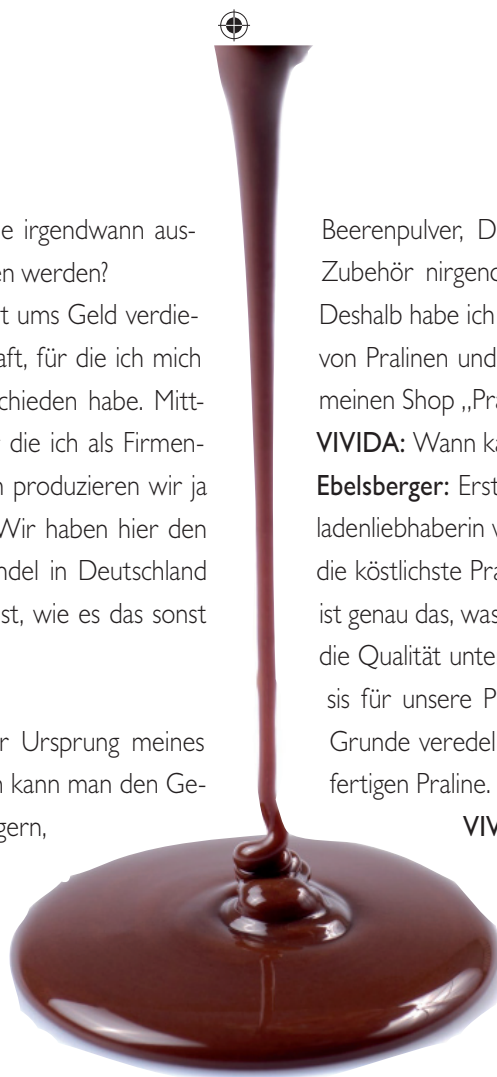 e irgendwann aus-
en werden?
t ums Geld verdie-
aft, für die ich mich
chieden habe. Mitt-
die ich als Firmen-
n produzieren wir ja
Wir haben hier den
ndel in Deutschland
st, wie es das sonst
r Ursprung meines
n kann man den Ge-
gern,
Beerenpulver, D
Zubehör nirgend
Deshalb habe ich
von Pralinen und
meinen Shop „Pra
VIVIDA: Wann ka
Ebelsberger: Erst
ladenliebhaberin v
die köstlichste Pra
ist genau das, was
die Qualität unte
sis für unsere P
Grunde veredel
fertigen Praline.
VIV